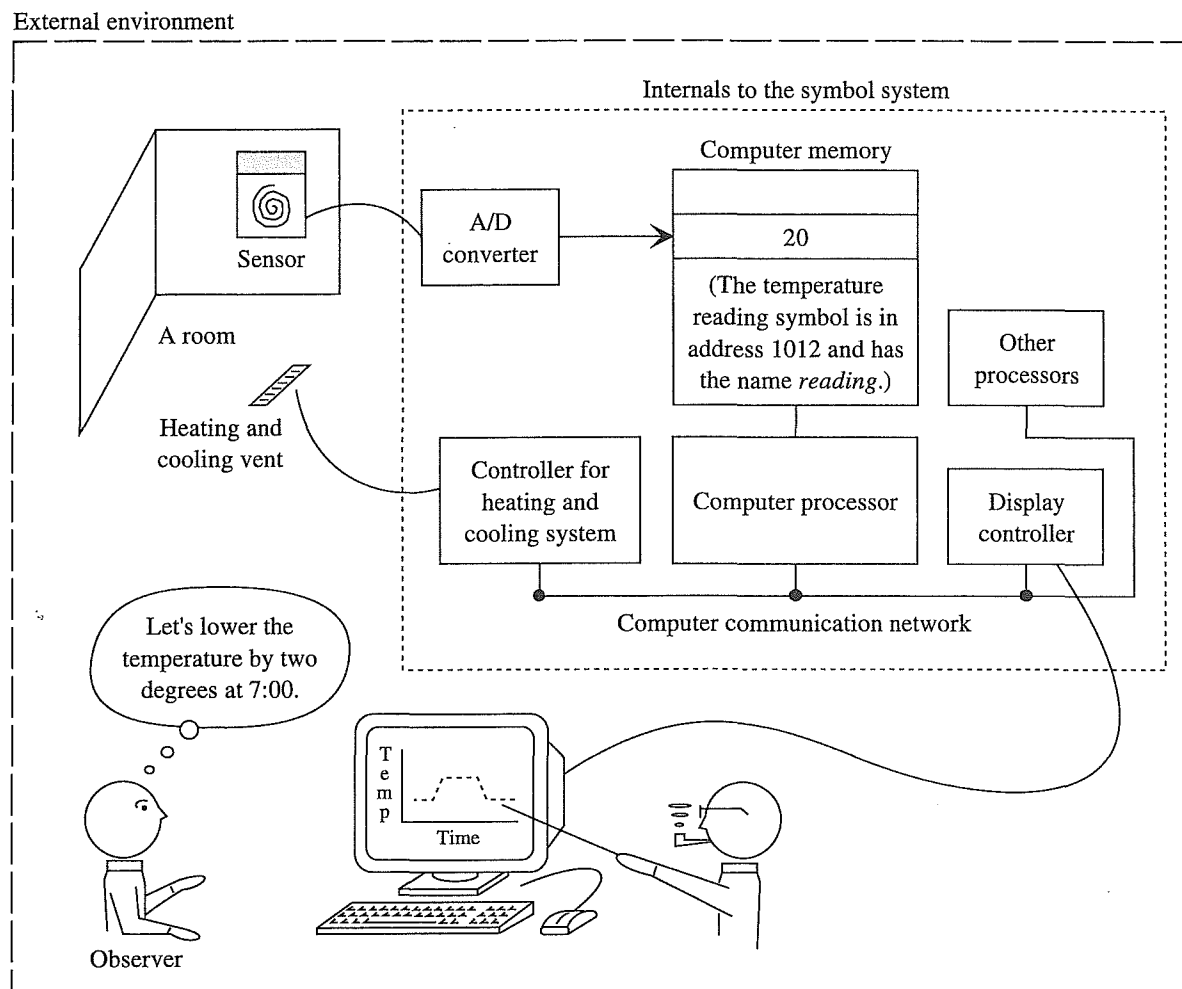 External environment
Internals to the symbol system
Computer memory
A/D
converter
20
Sensor
(The temperature
reading symbol is in
address 1012 and has
the name reading.)
A room
Other
processors
Heating and
cooling vent
Controller for
heating and
cooling system
Computer processor
Display
controller
Computer communication network
Let's lower the
temperature by two
degrees at 7:00.
Temp
Time
Observer